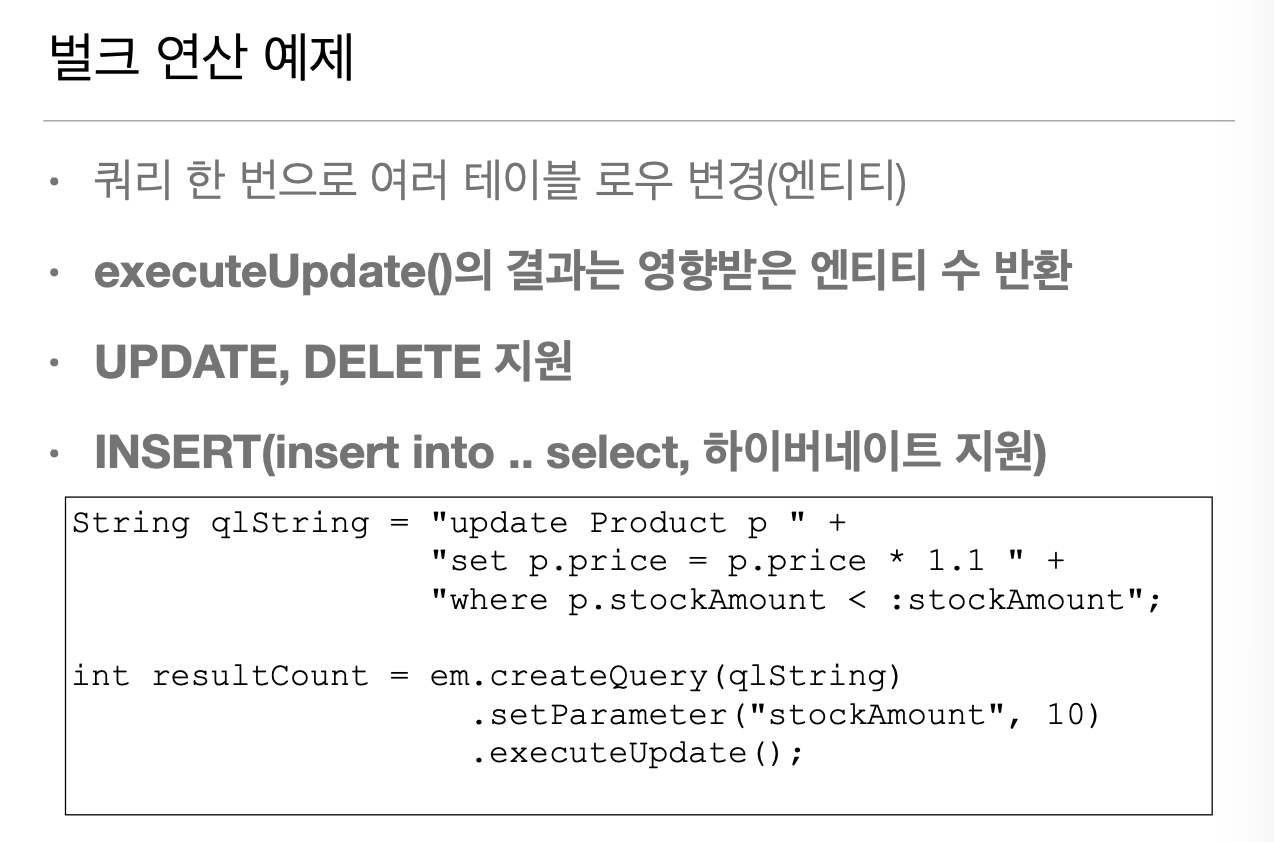 벌크 연산 예제
• 쿼리 한 번으로 여러 테이블 로우 변경(엔티티)
• executeUpdate()의 결과는 영향받은 엔티티 수 반환
• UPDATE, DELETE 지원
• INSERT(insert into .. select, 하이버네이트 지원)
String qlString = "update Product p " +
"set p.price = p.price * 1.1 " +
"where p.stockAmount < :stockAmount";
int resultCount = em.createQuery(qlString)
.setParameter("stockAmount", 10)
.executeUpdate();